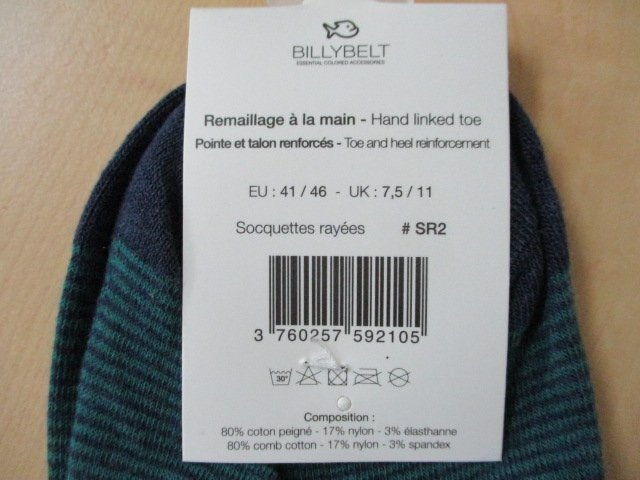 BILLYBELT
ESSENTIAL COLORED ACCESSORIES
Remaillage à la main - Hand linked toe
Pointe et talon renforcés - Toe and heel reinforcement
EU : 41 / 46 - UK : 7,5 / 11
Socquettes rayées # SR2
3 760257 592105
30°
Composition :
80% coton peigné - 17% nylon - 3% élasthanne
80% comb cotton - 17% nylon - 3% spandex